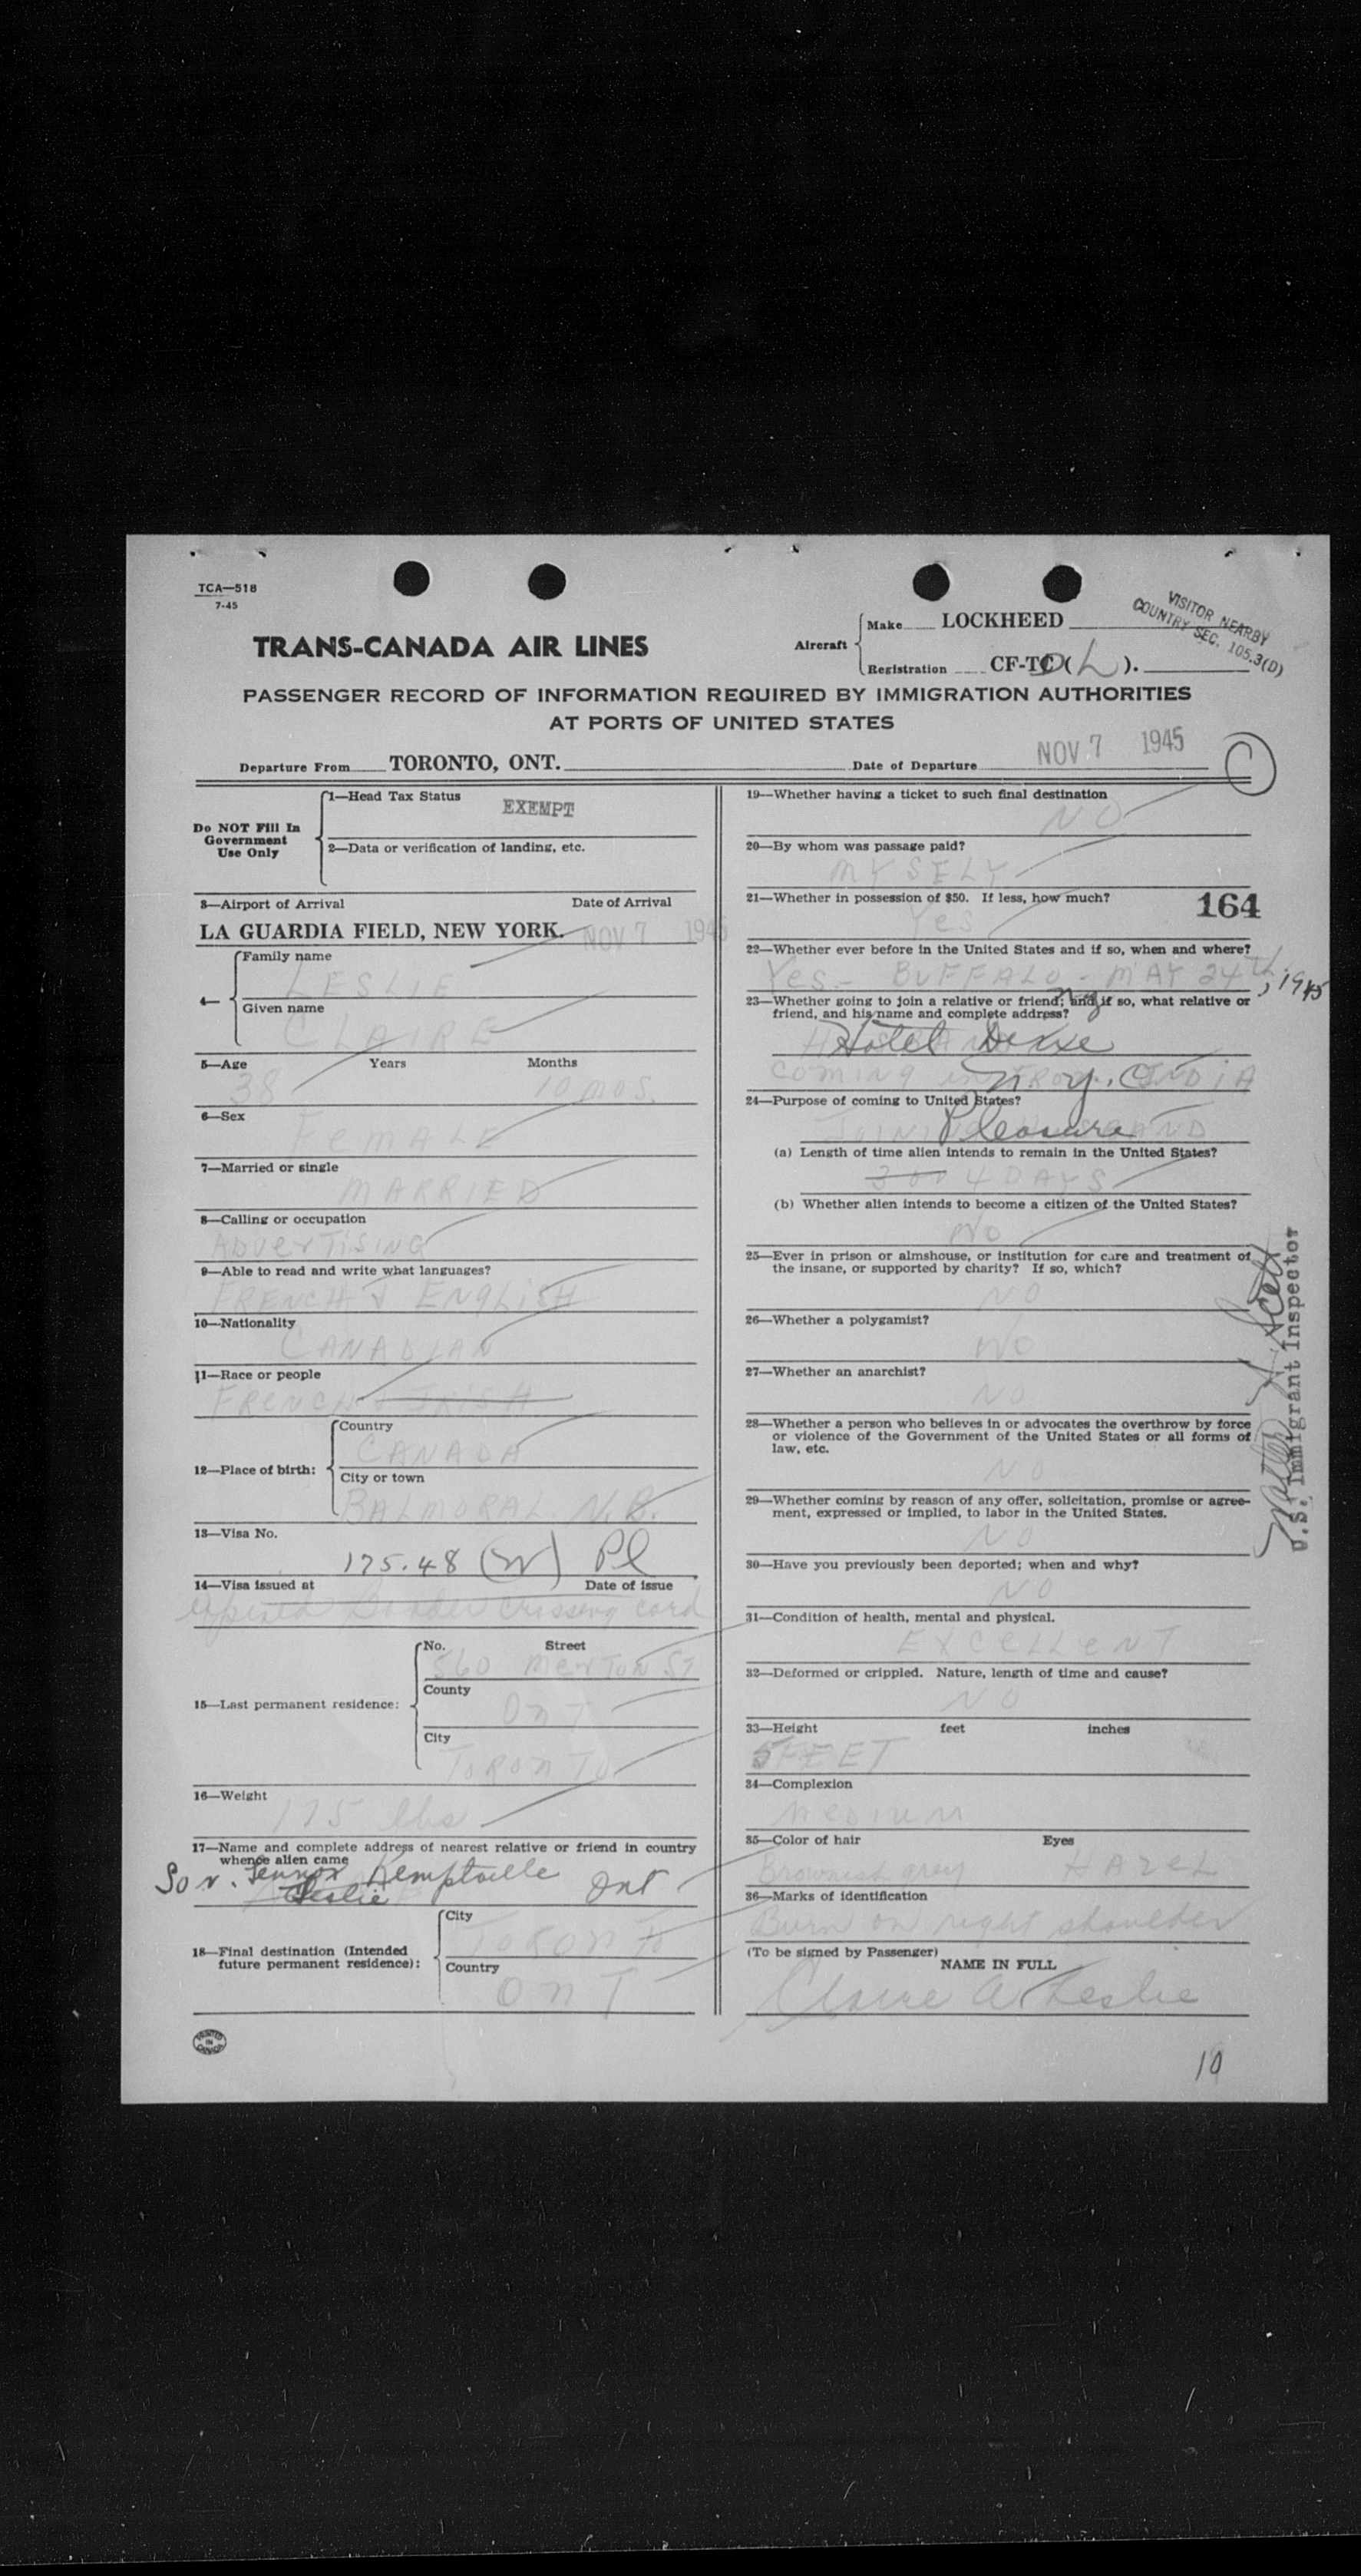 TCA—518
7-45
VISITOR NEARBY
COUNTRY SEC. 105.3(D)
TRANS-CANADA AIR LINES
Aircraft
Make LOCKHEED
Registration CF-TC ( L ).
PASSENGER RECORD OF INFORMATION REQUIRED BY IMMIGRATION AUTHORITIES
AT PORTS OF UNITED STATES
Departure From TORONTO, ONT. Date of Departure NOV 7 1945
Do NOT Fill In
Government
Use Only
1—Head Tax Status
EXEMPT
2—Data or verification of landing, etc.
3—Airport of Arrival Date of Arrival
LA GUARDIA FIELD, NEW YORK. NOV 7 1945
4—
Family name
LESLIE
Given name
CLAIRE
5—Age Years Months
38 10 mos.
6—Sex
FEMALE
7—Married or single
MARRIED
8—Calling or occupation
ADVERTISING
9—Able to read and write what languages?
FRENCH & ENGLISH
10—Nationality
CANADIAN
11—Race or people
FRENCH - IRISH
12—Place of birth:
Country
CANADA
City or town
BALMORAL N.B.
13—Visa No.
175.48 (W) Pl
14—Visa issued at Date of issue
Expired Border crossing card
15—Last permanent residence:
No. Street
560 MERTON ST
County
ONT
City
TORONTO
16—Weight
125 lbs
17—Name and complete address of nearest relative or friend in country
whence alien came
Son. Kemptville Ont
Leslie
18—Final destination (Intended
future permanent residence):
City
TORONTO
Country
ONT
PRINTED
IN
CANADA
19—Whether having a ticket to such final destination
NO
20—By whom was passage paid?
MYSELF
21—Whether in possession of $50. If less, how much?
Yes
164
22—Whether ever before in the United States and if so, when and where?
Yes - BUFFALO - MAY 24th, 1945
23—Whether going to join a relative or friend; and if so, what relative or
friend, and his name and complete address?
Hotel Dixie
COMING FROM INDIA
N.Y.
24—Purpose of coming to United States?
Pleasure
(a) Length of time alien intends to remain in the United States?
3 or 4 DAYS
(b) Whether alien intends to become a citizen of the United States?
NO
25—Ever in prison or almshouse, or institution for care and treatment of
the insane, or supported by charity? If so, which?
NO
26—Whether a polygamist?
NO
27—Whether an anarchist?
NO
28—Whether a person who believes in or advocates the overthrow by force
or violence of the Government of the United States or all forms of
law, etc.
NO
29—Whether coming by reason of any offer, solicitation, promise or agree-
ment, expressed or implied, to labor in the United States.
NO
30—Have you previously been deported; when and why?
NO
31—Condition of health, mental and physical.
EXCELLENT
32—Deformed or crippled. Nature, length of time and cause?
NO
33—Height feet inches
5 FEET
34—Complexion
MEDIUM
35—Color of hair Eyes
Brownish grey HAZEL
36—Marks of identification
Burn on right shoulder
(To be signed by Passenger)
NAME IN FULL
Claire A. Leslie
U.S. Immigrant Inspector
10